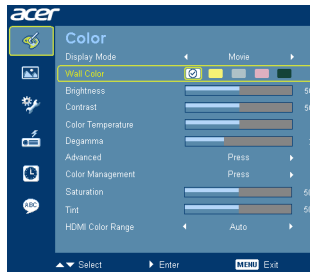 acer
Color
Display Mode Movie
Wall Color
Brightness
Contrast
Color Temperature
Degamma
Advanced Press
Color Management Press
Saturation
Tint
HDMI Color Range Auto
ABC
Select Enter MENU Exit